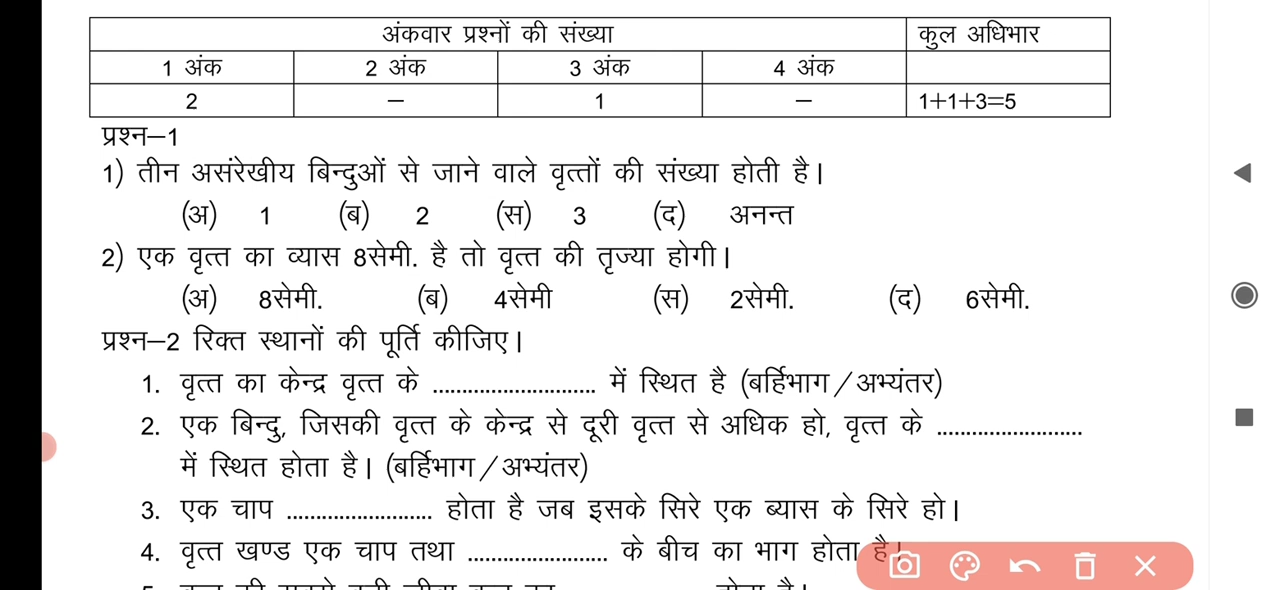 अंकवार प्रश्नों की संख्या कुल अधिभार
1 अंक 2 अंक 3 अंक 4 अंक
2 — 1 — 1+1+3=5
प्रश्न—1
1) तीन असंरेखीय बिन्दुओं से जाने वाले वृत्तों की संख्या होती है।
(अ) 1 (ब) 2 (स) 3 (द) अनन्त
2) एक वृत्त का व्यास 8सेमी. है तो वृत्त की तृज्या होगी।
(अ) 8सेमी. (ब) 4सेमी (स) 2सेमी. (द) 6सेमी.
प्रश्न—2 रिक्त स्थानों की पूर्ति कीजिए।
1. वृत्त का केन्द्र वृत्त के ........................... में स्थित है (बर्हिभाग/अभ्यंतर)
2. एक बिन्दु, जिसकी वृत्त के केन्द्र से दूरी वृत्त से अधिक हो, वृत्त के ........................
में स्थित होता है। (बर्हिभाग/अभ्यंतर)
3. एक चाप ........................ होता है जब इसके सिरे एक ब्यास के सिरे हो।
4. वृत्त खण्ड एक चाप तथा ....................... के बीच का भाग होता है।